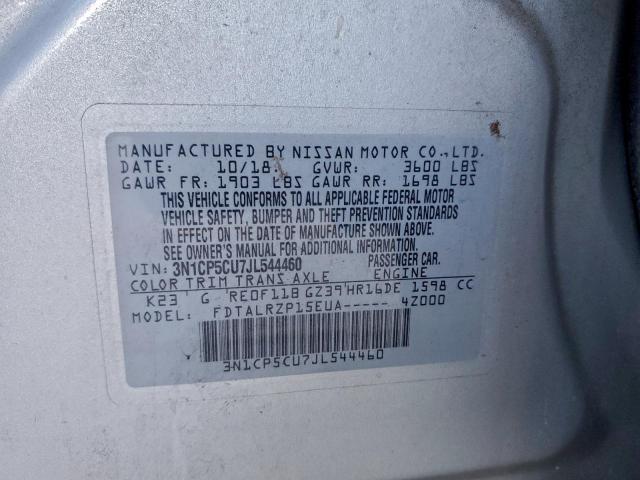 MANUFACTURED BY NISSAN MOTOR CO., LTD.
DATE: 10/18 GVWR: 3600 LBS
GAWR FR: 1903 LBS GAWR RR: 1698 LBS
THIS VEHICLE CONFORMS TO ALL APPLICABLE FEDERAL MOTOR
VEHICLE SAFETY, BUMPER AND THEFT PREVENTION STANDARDS
IN EFFECT ON THE DATE OF MANUFACTURE SHOWN ABOVE.
SEE OWNER'S MANUAL FOR ADDITIONAL INFORMATION.
VIN: 3N1CP5CU7JL544460 PASSENGER CAR.
COLOR TRIM TRANS AXLE ENGINE
K23 G RE0F11B GZ39 HR16DE 1598 CC
MODEL: FDTALRZP15EUA----- 4Z000
3N1CP5CU7JL544460